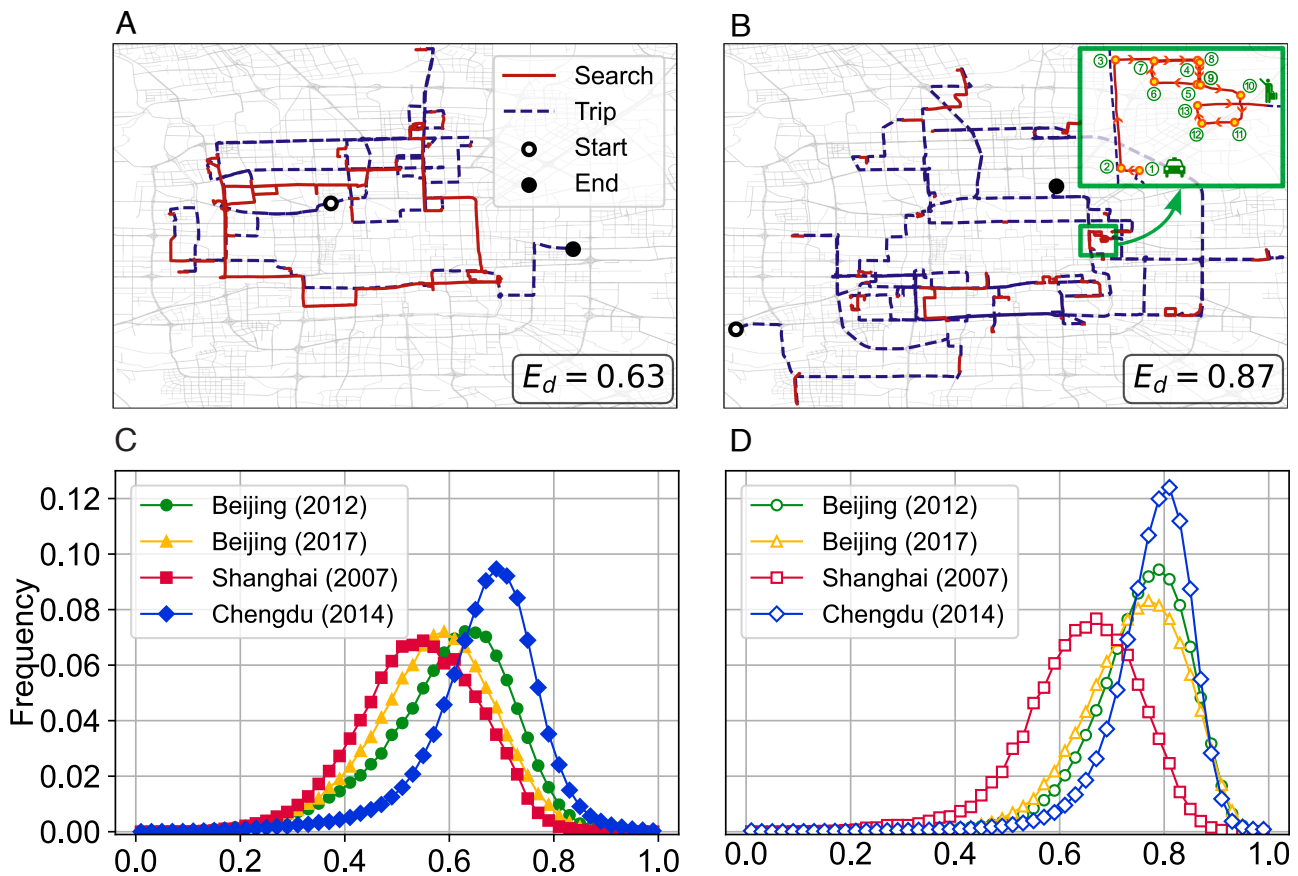 A
Search
Trip
Start
End
E_d = 0.63
B
③ ⑦ ④ ⑧
⑨ ⑩
⑥ ⑤
⑬
⑫ ⑪
② ①
E_d = 0.87
C
Frequency
0.12
0.10
0.08
0.06
0.04
0.02
0.00
Beijing (2012)
Beijing (2017)
Shanghai (2007)
Chengdu (2014)
0.0 0.2 0.4 0.6 0.8 1.0
D
Beijing (2012)
Beijing (2017)
Shanghai (2007)
Chengdu (2014)
0.0 0.2 0.4 0.6 0.8 1.0